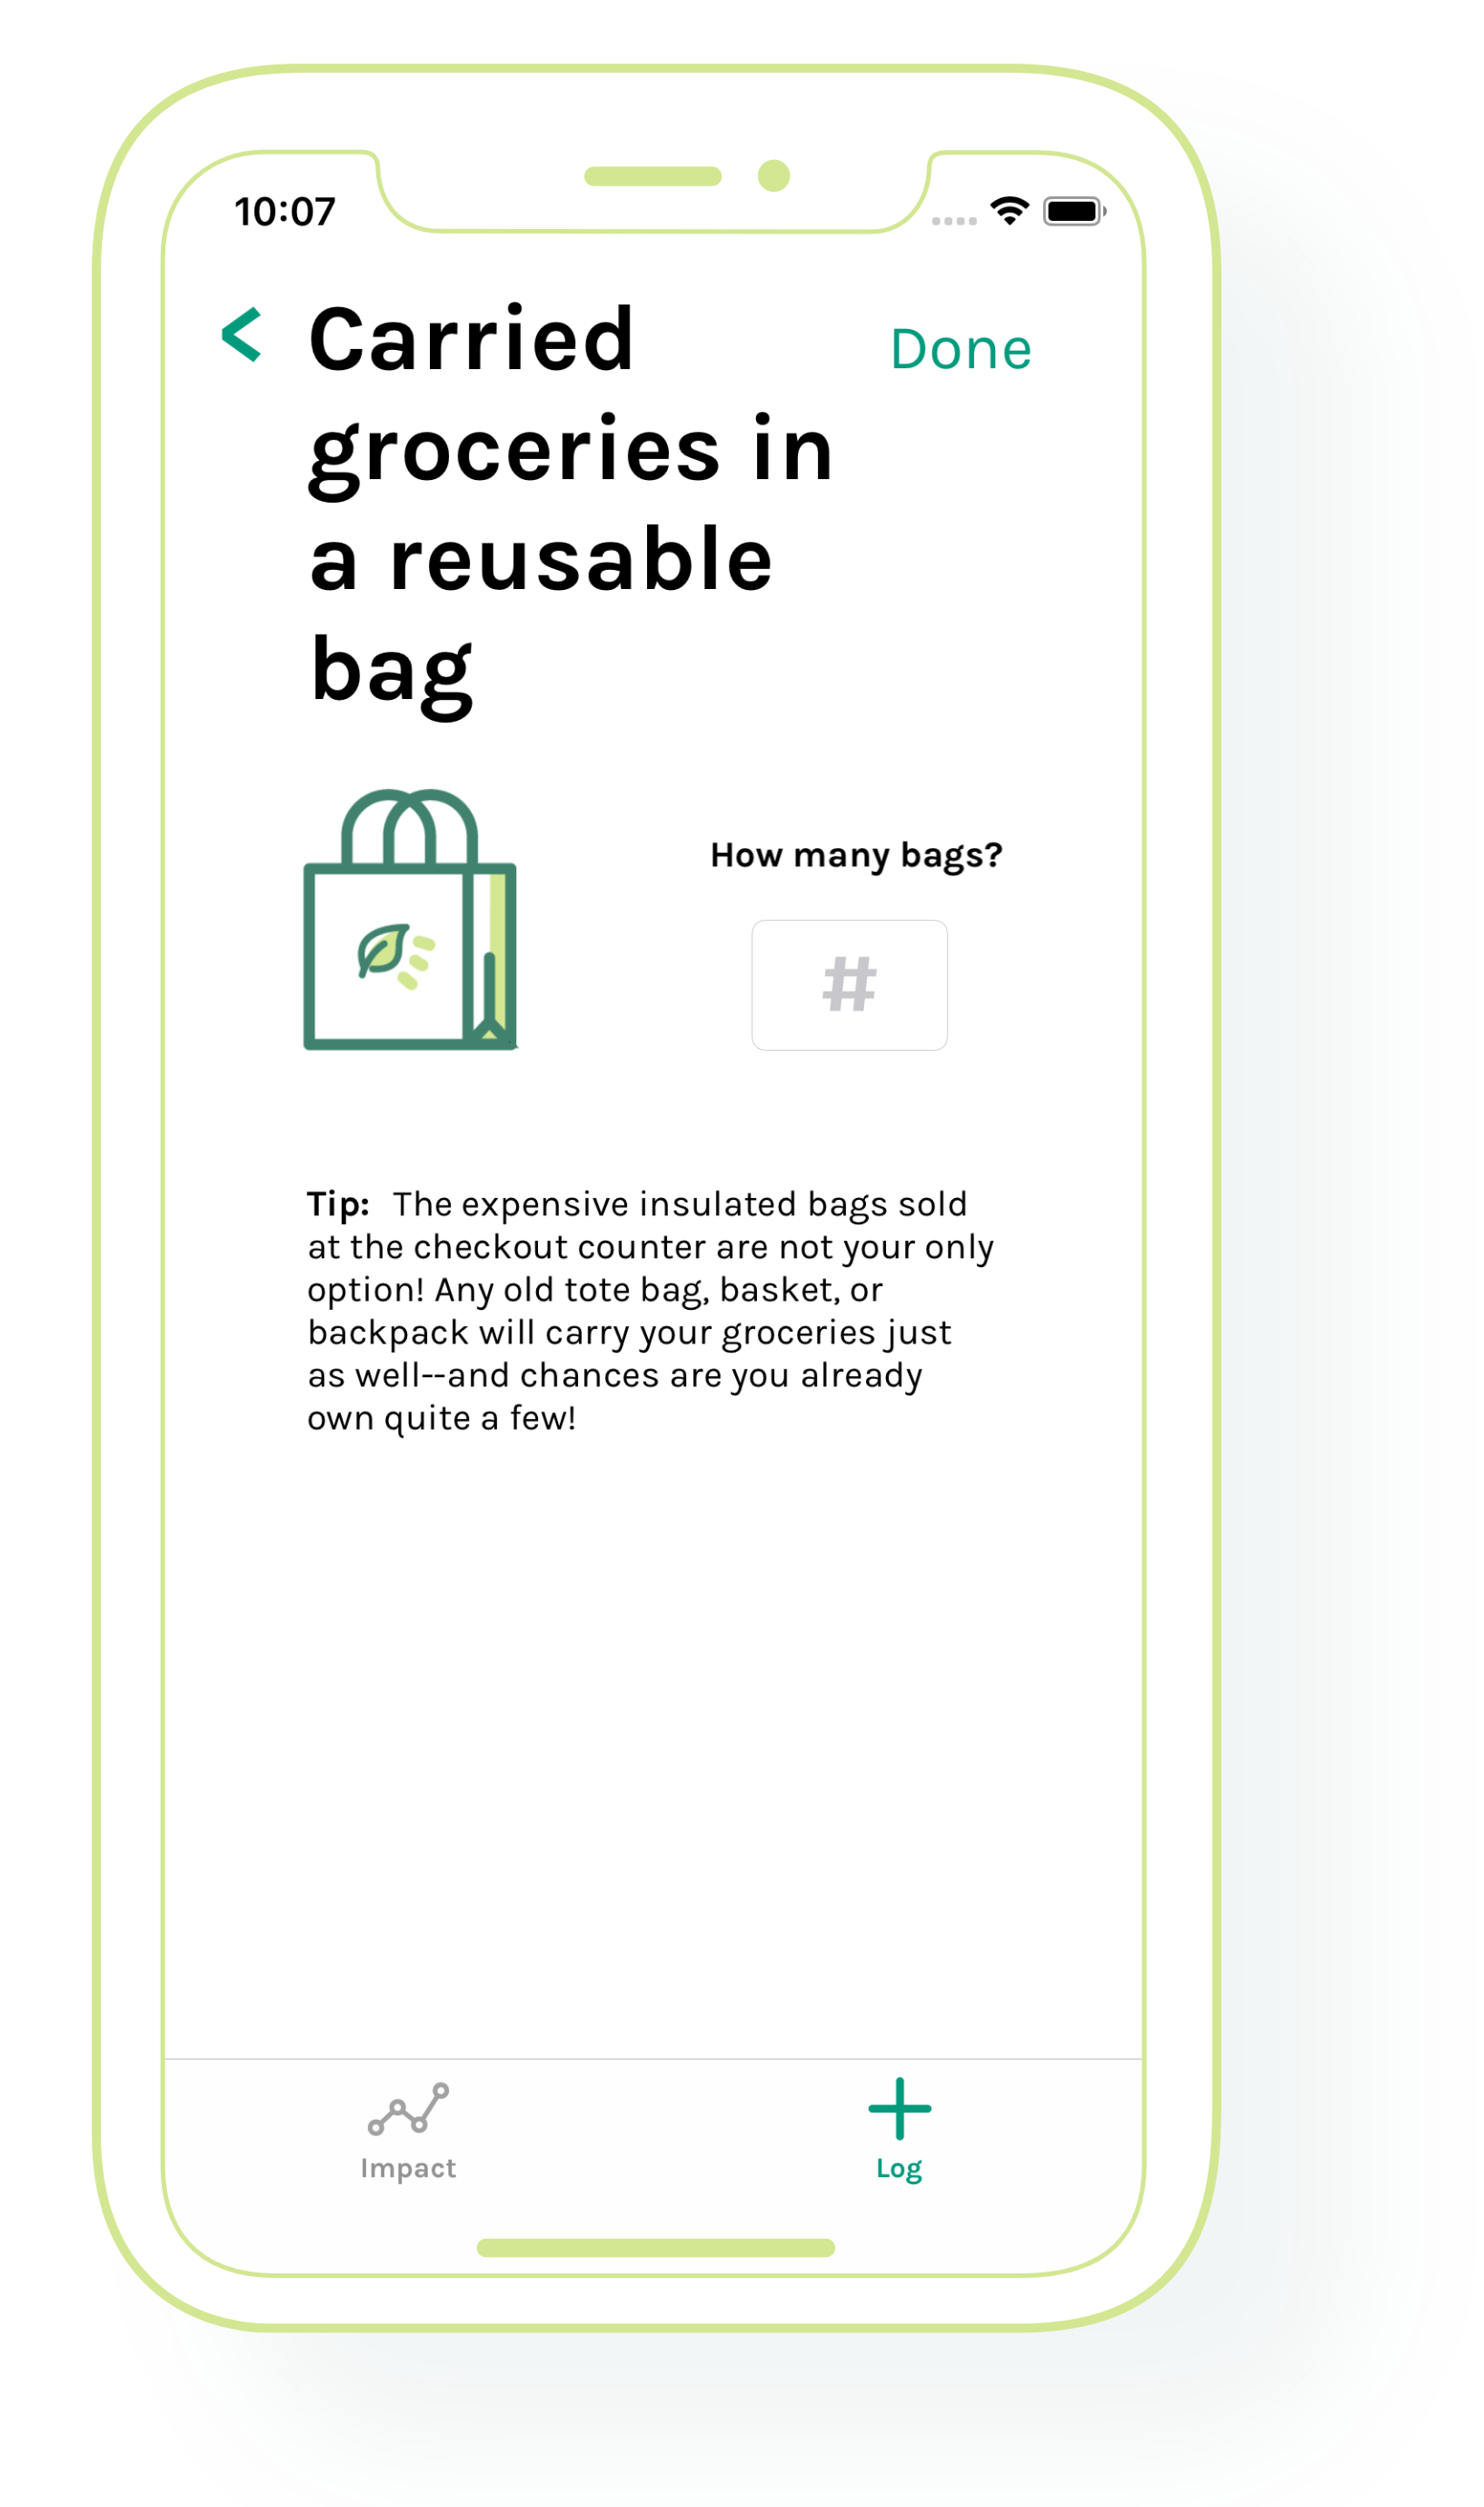 10:07
Carried
groceries in
a reusable
bag
Done
How many bags?
#
Tip: The expensive insulated bags sold
at the checkout counter are not your only
option! Any old tote bag, basket, or
backpack will carry your groceries just
as well--and chances are you already
own quite a few!
Impact
Log